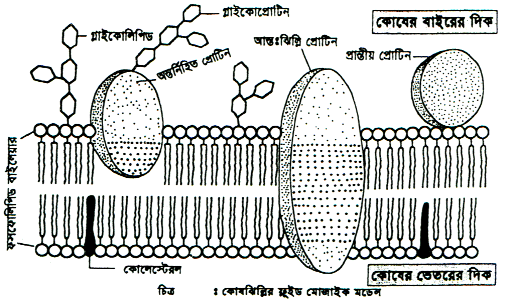 গ্লাইকোপ্রোটিন
কোষের বাইরের দিক
গ্লাইকোলিপিড
আন্তঃঝিল্লি প্রোটিন
প্রান্তীয় প্রোটিন
অন্তর্নিহিত প্রোটিন
ফসফোলিপিড বাইলেয়ার
কোলেস্টেরল
কোষের ভেতরের দিক
চিত্র : কোষঝিল্লির ফ্লুইড মোজাইক মডেল